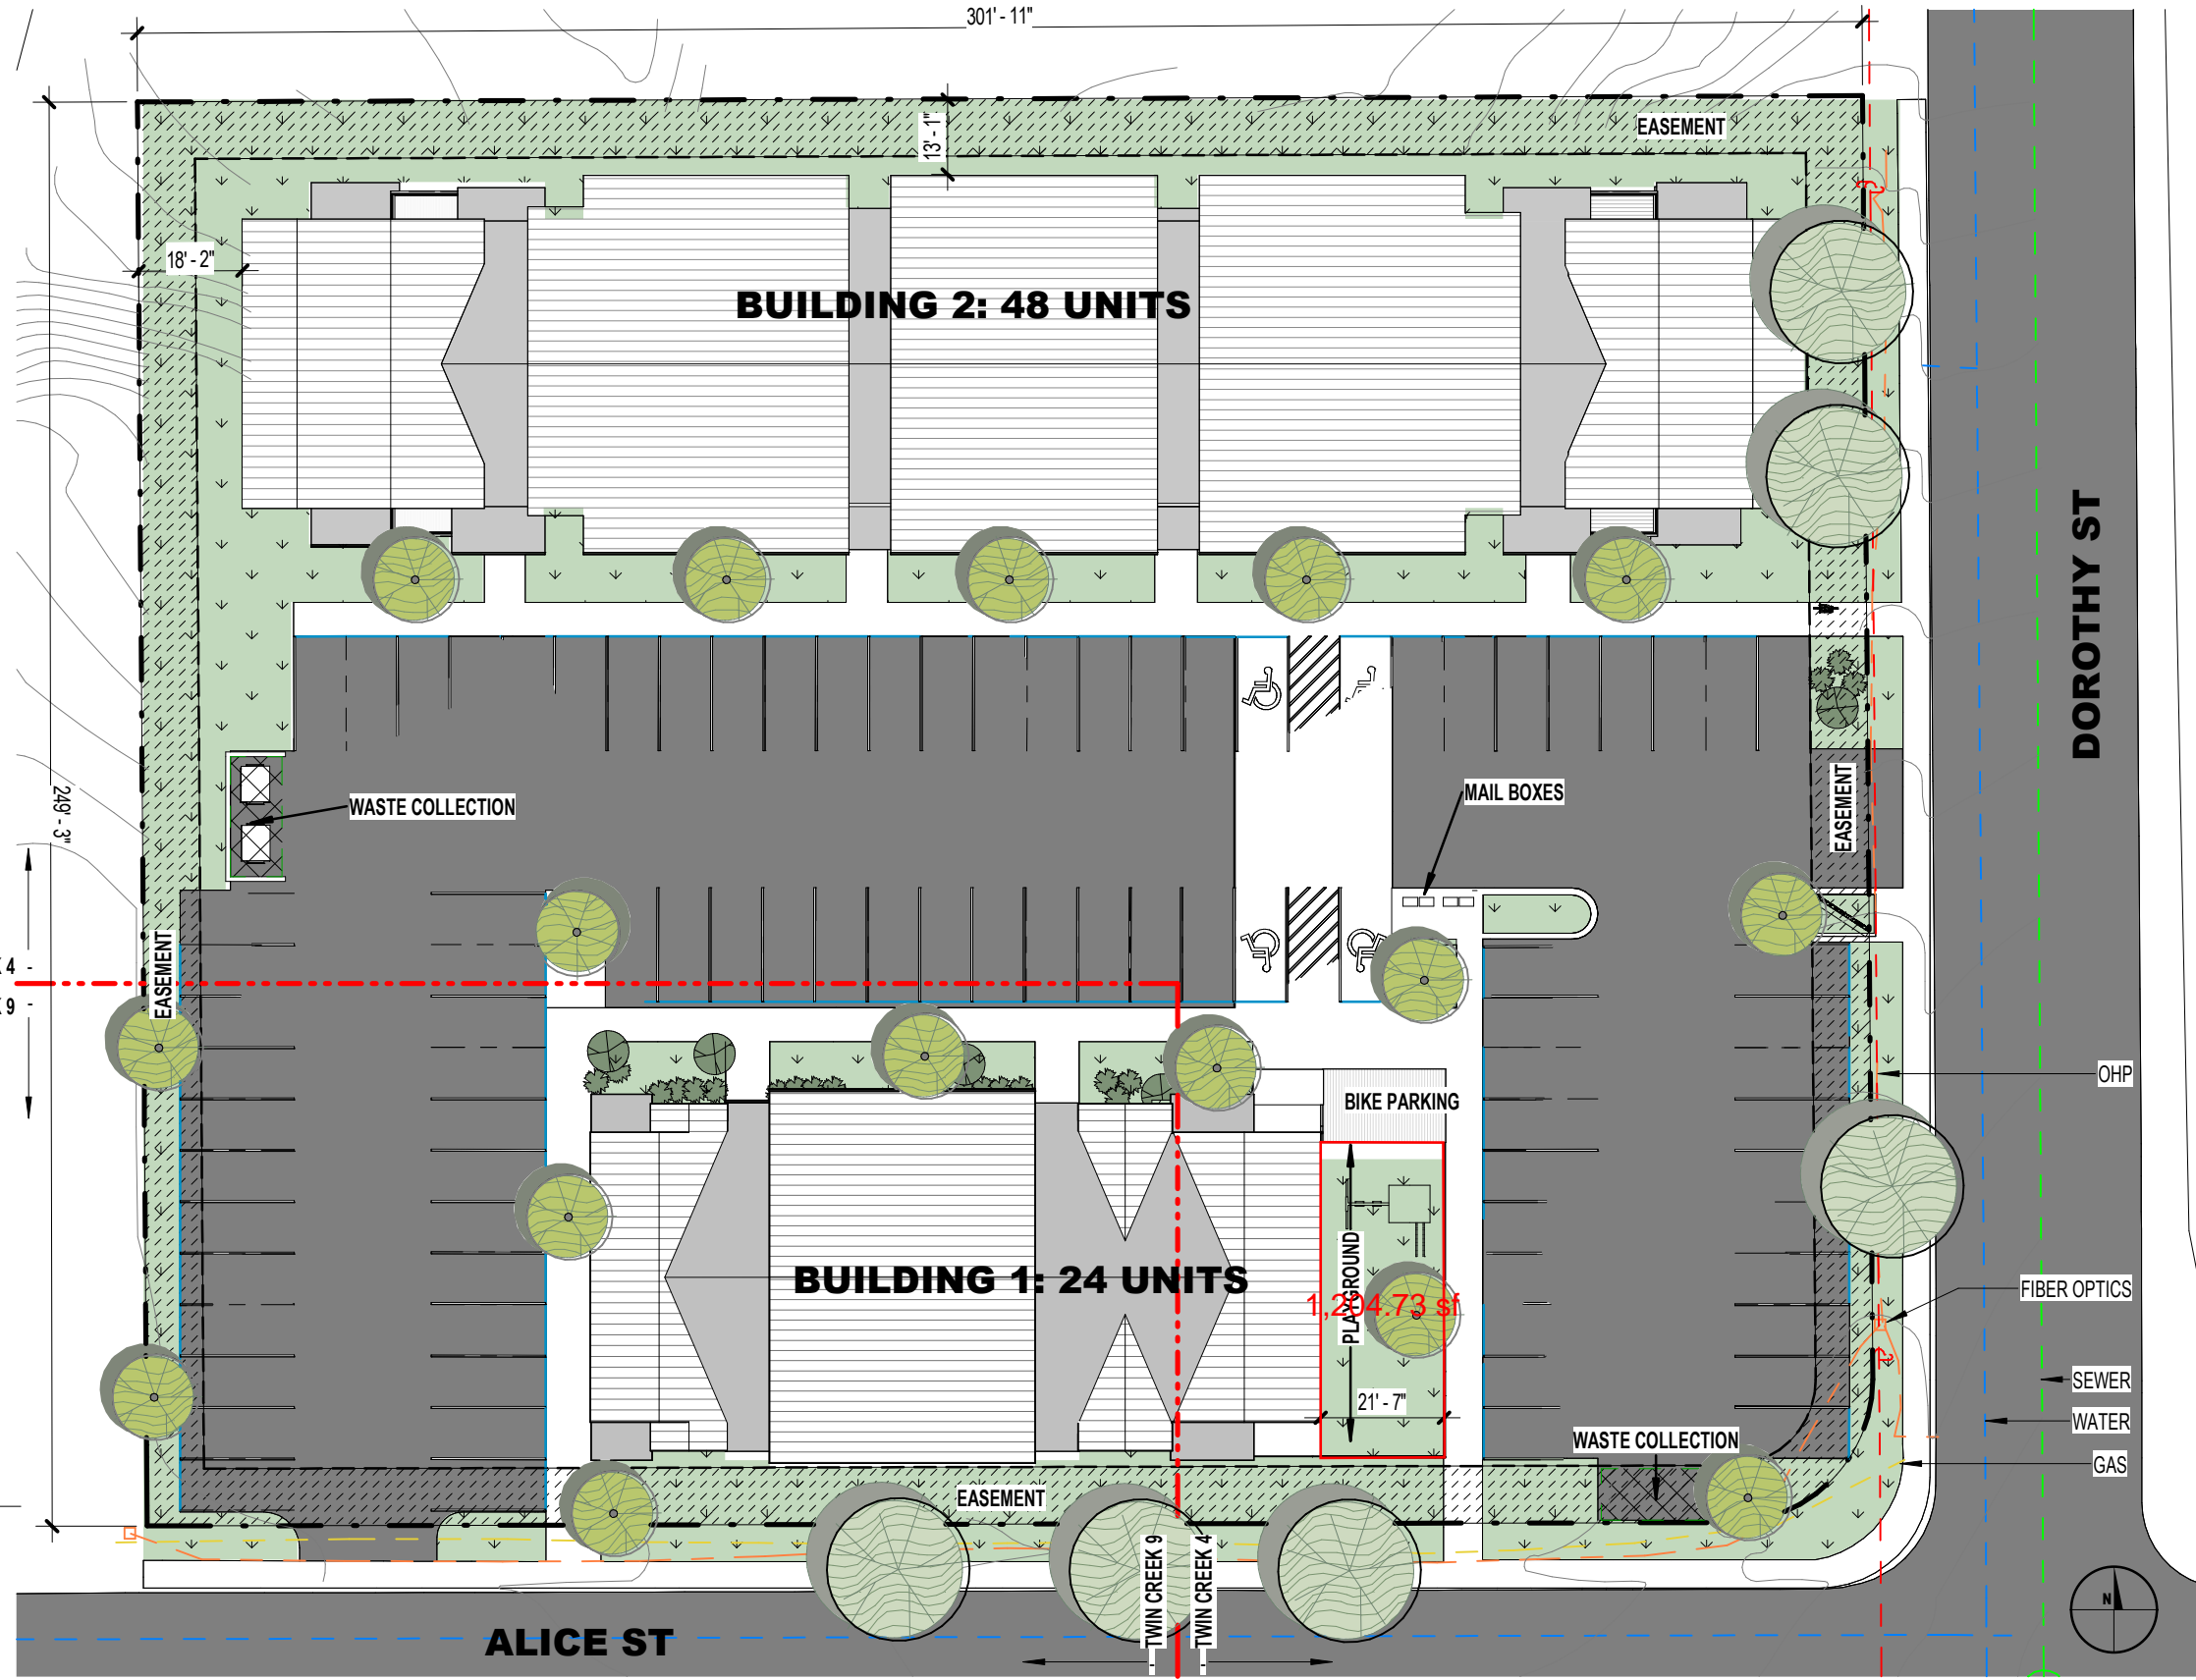 301' - 11"
EASEMENT
13' - 1"
18' - 2"
BUILDING 2: 48 UNITS
DOROTHY ST
249' - 3"
WASTE COLLECTION
MAIL BOXES
EASEMENT
EASEMENT
4 -
9 -
OHP
BIKE PARKING
PLAYGROUND
BUILDING 1: 24 UNITS
1,204.73 sf
FIBER OPTICS
21' - 7"
SEWER
WATER
WASTE COLLECTION
GAS
EASEMENT
TWIN CREEK 9
TWIN CREEK 4
N
ALICE ST